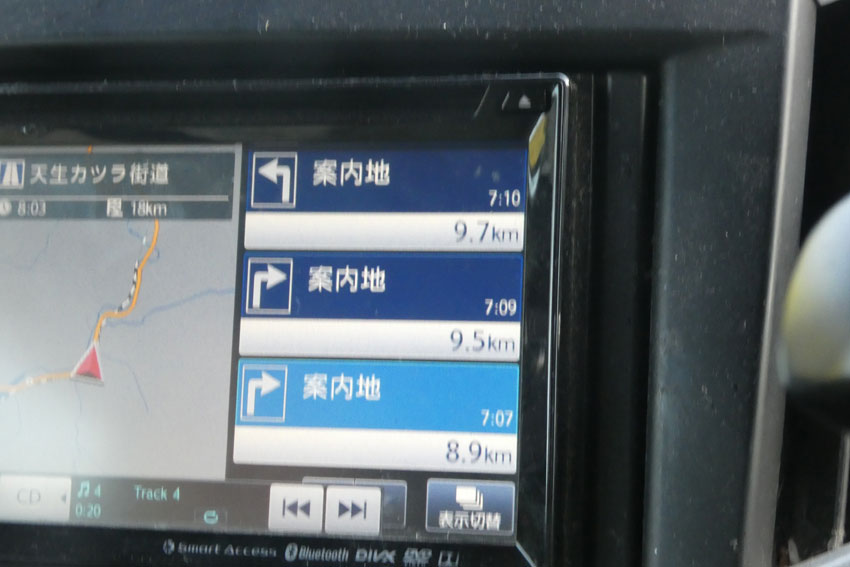 天生カツラ街道
8:03 18km
案内地
7:10
9.7km
案内地
7:09
9.5km
案内地
7:07
8.9km
CD
4 Track 4
0:20
表示切替
Smart Access Bluetooth DIVX